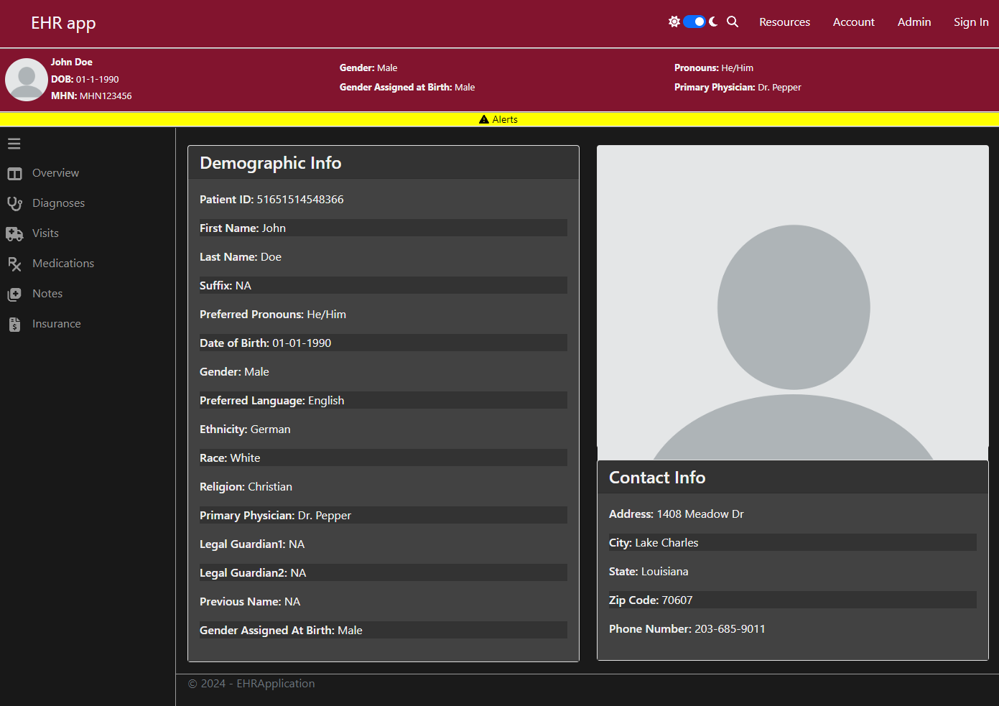 EHR app
Resources Account Admin Sign In
John Doe
DOB: 01-1-1990
MHN: MHN123456
Gender: Male
Gender Assigned at Birth: Male
Pronouns: He/Him
Primary Physician: Dr. Pepper
Alerts
Overview
Diagnoses
Visits
Medications
Notes
Insurance
Demographic Info
Patient ID: 51651514548366
First Name: John
Last Name: Doe
Suffix: NA
Preferred Pronouns: He/Him
Date of Birth: 01-01-1990
Gender: Male
Preferred Language: English
Ethnicity: German
Race: White
Religion: Christian
Primary Physician: Dr. Pepper
Legal Guardian1: NA
Legal Guardian2: NA
Previous Name: NA
Gender Assigned At Birth: Male
Contact Info
Address: 1408 Meadow Dr
City: Lake Charles
State: Louisiana
Zip Code: 70607
Phone Number: 203-685-9011
© 2024 - EHRApplication